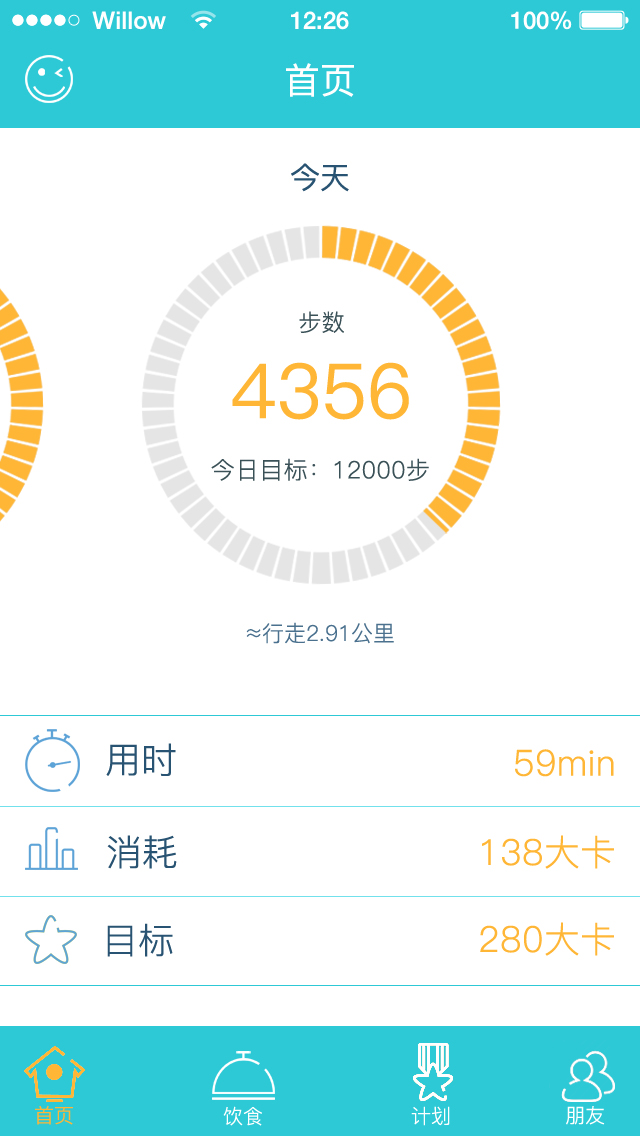 Willow 12:26 100%
首页
今天
步数
4356
今日目标：12000步
≈行走2.91公里
用时 59min
消耗 138大卡
目标 280大卡
首页 饮食 计划 朋友